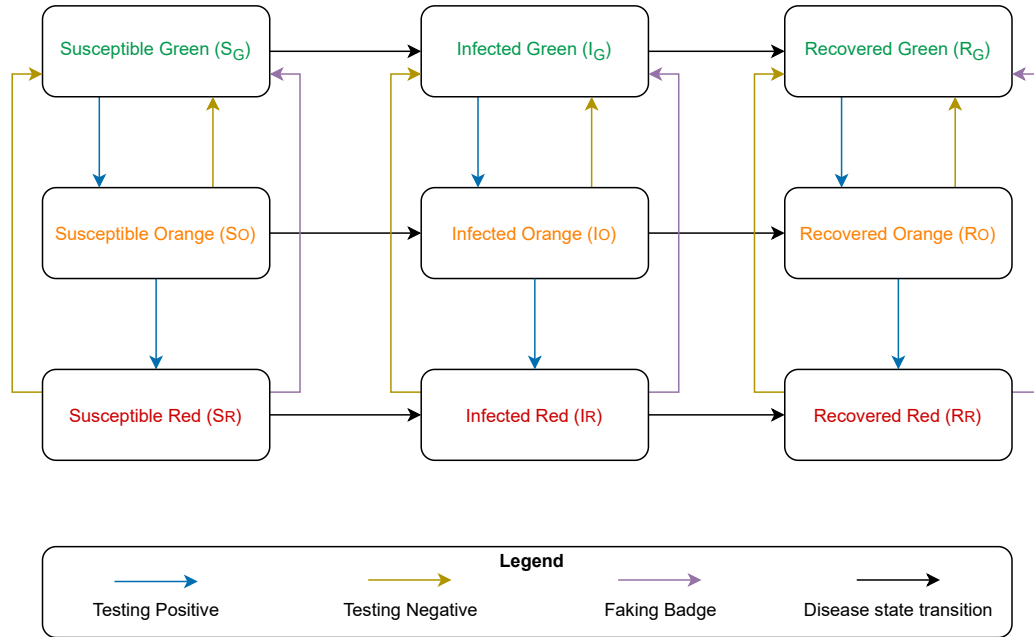 Susceptible Green (SG)
Infected Green (IG)
Recovered Green (RG)
Susceptible Orange (SO)
Infected Orange (IO)
Recovered Orange (RO)
Susceptible Red (SR)
Infected Red (IR)
Recovered Red (RR)
Legend
Testing Positive
Testing Negative
Faking Badge
Disease state transition